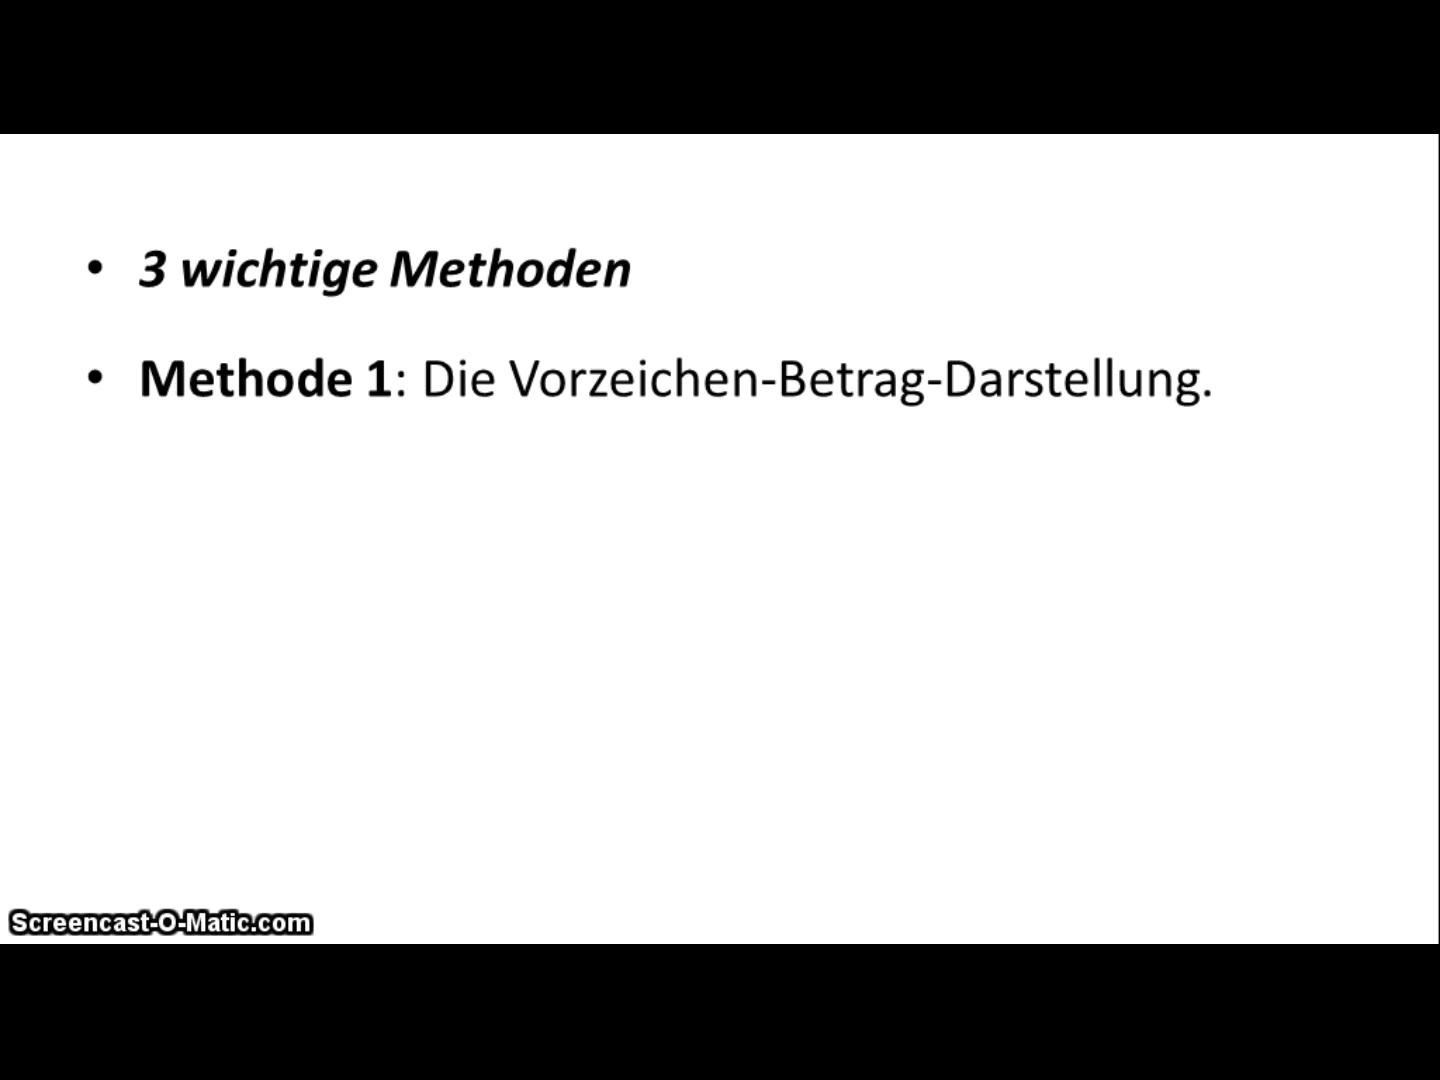 • 3 wichtige Methoden
• Methode 1: Die Vorzeichen-Betrag-Darstellung.
Screencast-O-Matic.com